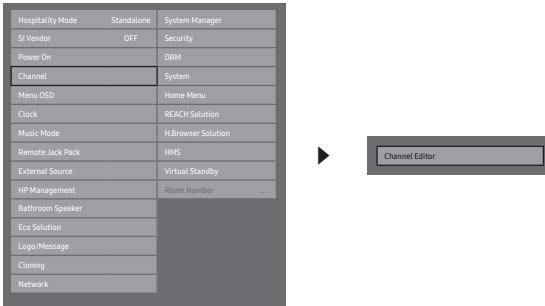 Hospitality Mode Standalone System Manager
SI Vendor OFF Security
Power On DRM
Channel System
Menu OSD Home Menu
Clock REACH Solution
Music Mode H.Browser Solution
Remote Jack Pack HMS
External Source Virtual Standby
HP Management Room Number ...
Bathroom Speaker
Eco Solution
Logo/Message
Cloning
Network
Channel Editor